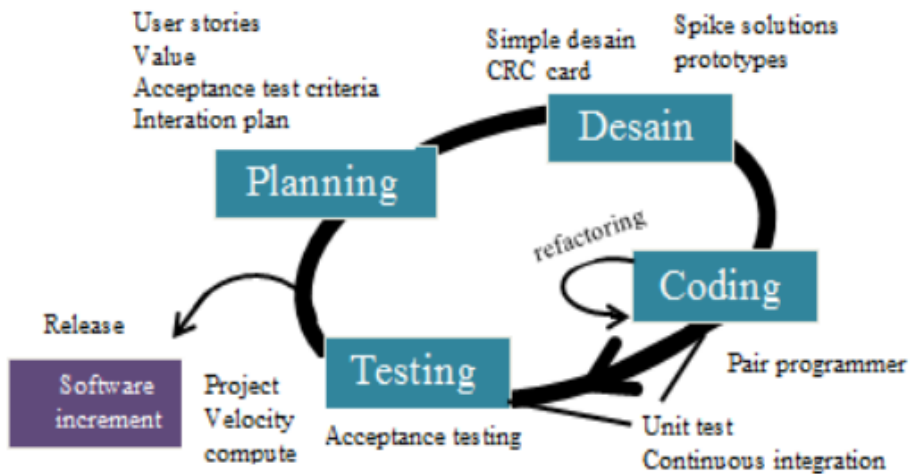 User stories
Value
Acceptance test criteria
Interation plan
Simple desain
CRC card
Spike solutions
prototypes
Desain
Planning
refactoring
Coding
Release
Software
increment
Project
Velocity
compute
Testing
Acceptance testing
Pair programmer
Unit test
Continuous integration